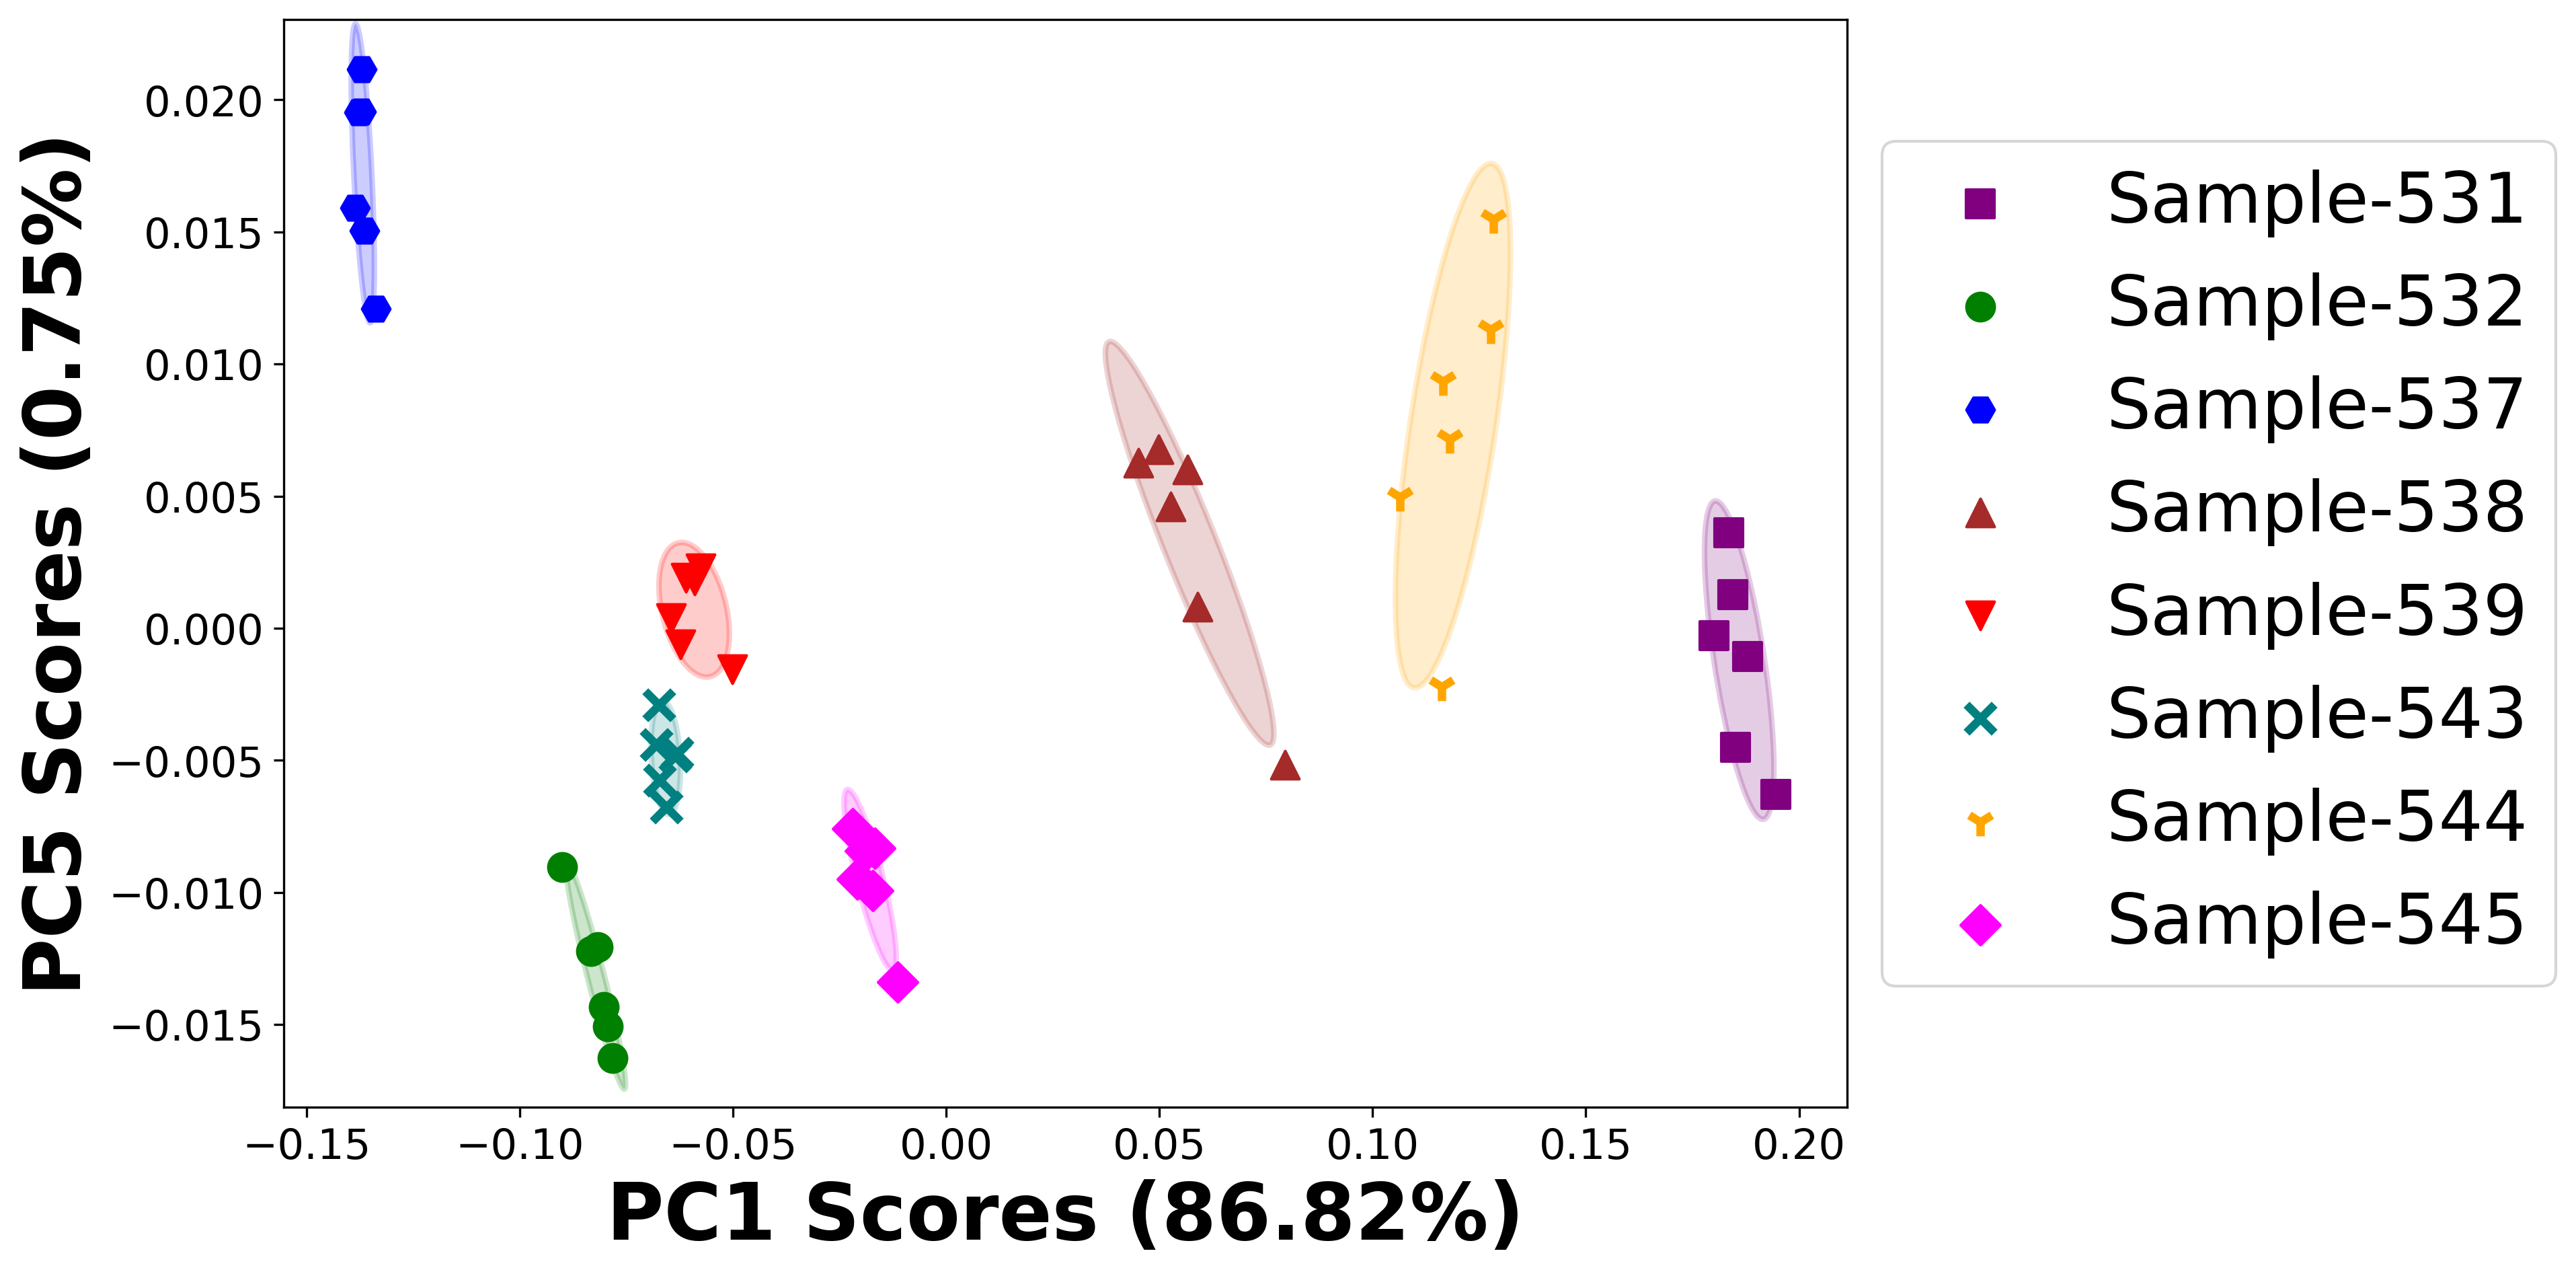 PC5 Scores (0.75%)
0.020
0.015
0.010
0.005
0.000
−0.005
−0.010
−0.015
−0.15
−0.10
−0.05
0.00
0.05
0.10
0.15
0.20
PC1 Scores (86.82%)
Sample-531
Sample-532
Sample-537
Sample-538
Sample-539
Sample-543
Sample-544
Sample-545